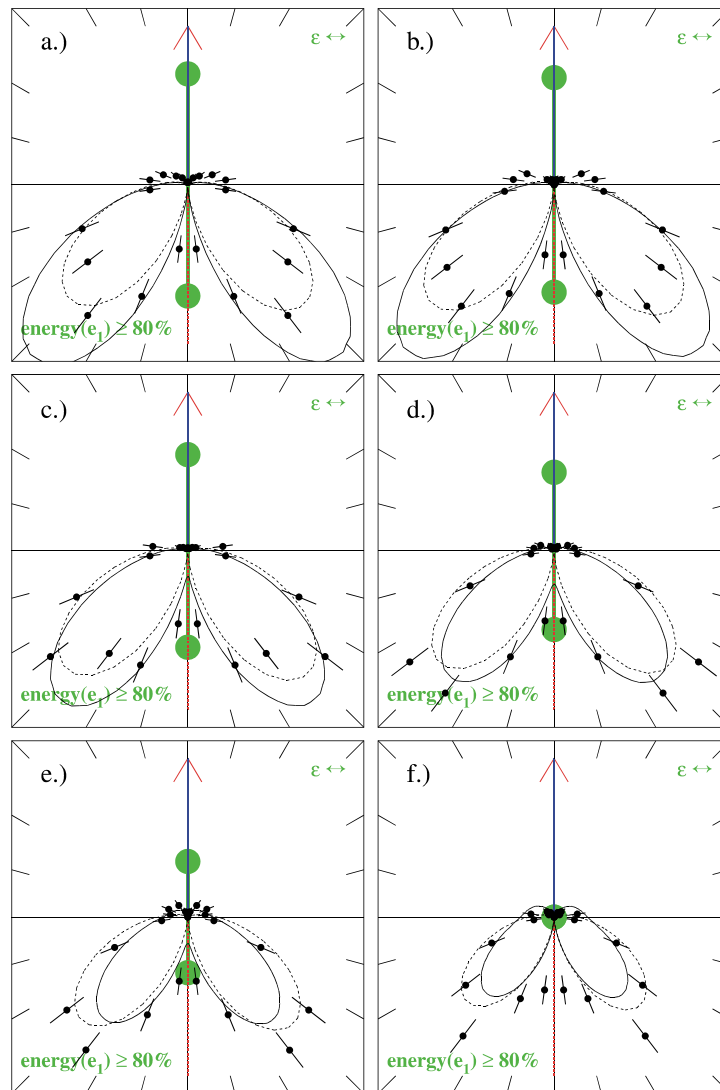 a.) ε ↔
energy(e₁) ≥ 80%
b.) ε ↔
energy(e₁) ≥ 80%
c.) ε ↔
energy(e₁) ≥ 80%
d.) ε ↔
energy(e₁) ≥ 80%
e.) ε ↔
energy(e₁) ≥ 80%
f.) ε ↔
energy(e₁) ≥ 80%